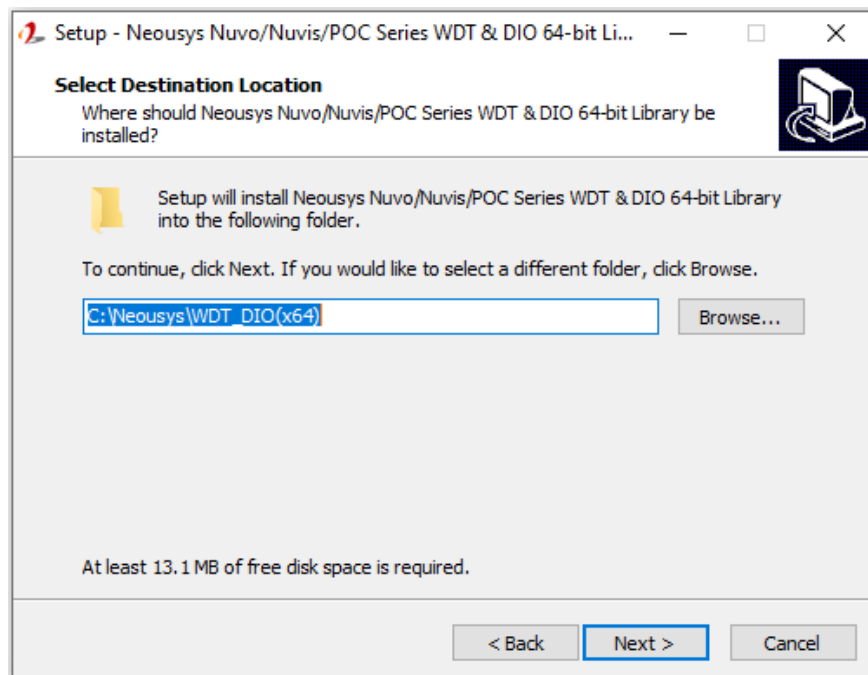 Setup - Neousys Nuvo/Nuvis/POC Series WDT & DIO 64-bit Li...
Select Destination Location
Where should Neousys Nuvo/Nuvis/POC Series WDT & DIO 64-bit Library be
installed?
Setup will install Neousys Nuvo/Nuvis/POC Series WDT & DIO 64-bit Library
into the following folder.
To continue, click Next. If you would like to select a different folder, click Browse.
C:\Neousys\WDT_DIO(x64)
Browse...
At least 13.1 MB of free disk space is required.
< Back
Next >
Cancel